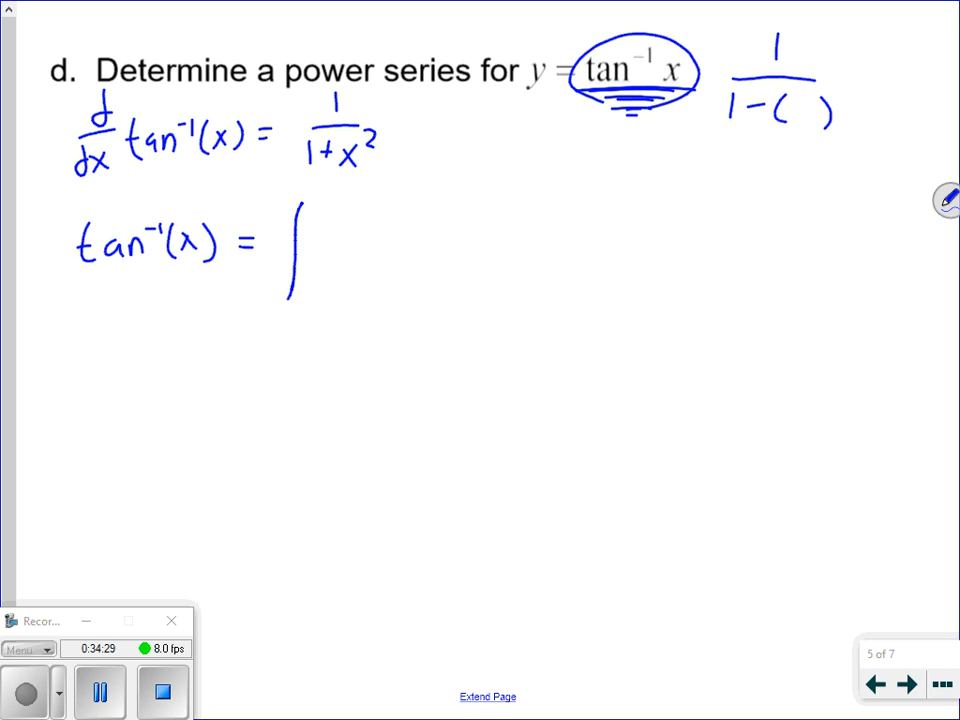 d. Determine a power series for y = tan⁻¹ x
1/(1-( ))
d/dx tan⁻¹(x) = 1/(1+x²)
tan⁻¹(x) = ∫
Recor...
Menu
0:34:29
8.0 fps
Extend Page
5 of 7